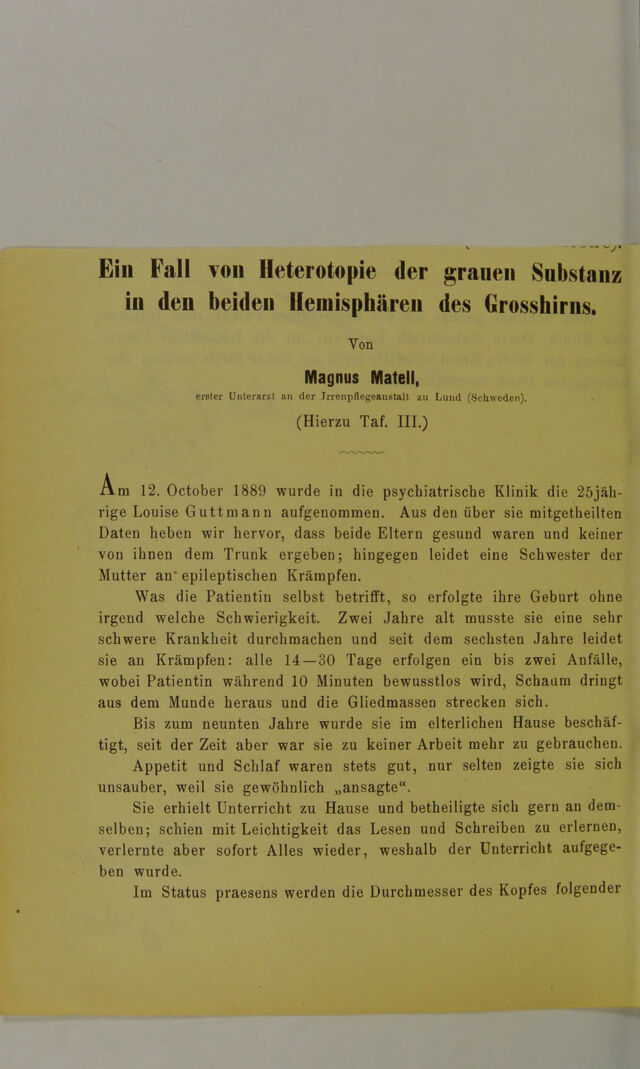 Ein Fall von Heterotopie der grauen Substanz
in den beiden Hemisphären des Grosshirns.
Von
Magnus Matell,
erster Unterarzt an der Irrenpflegeanstalt zu Lund (Schweden).
(Hierzu Taf. III.)
Am 12. October 1889 wurde in die psychiatrische Klinik die 25jäh-
rige Louise Guttmann aufgenommen. Aus den über sie mitgetheilten
Daten heben wir hervor, dass beide Eltern gesund waren und keiner
von ihnen dem Trunk ergeben; hingegen leidet eine Schwester der
Mutter an epileptischen Krämpfen.
Was die Patientin selbst betrifft, so erfolgte ihre Geburt ohne
irgend welche Schwierigkeit. Zwei Jahre alt musste sie eine sehr
schwere Krankheit durchmachen und seit dem sechsten Jahre leidet
sie an Krämpfen: alle 14—30 Tage erfolgen ein bis zwei Anfälle,
wobei Patientin während 10 Minuten bewusstlos wird, Schaum dringt
aus dem Munde heraus und die Gliedmassen strecken sich.
Bis zum neunten Jahre wurde sie im elterlichen Hause beschäf-
tigt, seit der Zeit aber war sie zu keiner Arbeit mehr zu gebrauchen.
Appetit und Schlaf waren stets gut, nur selten zeigte sie sich
unsauber, weil sie gewöhnlich „ansagte“.
Sie erhielt Unterricht zu Hause und betheiligte sich gern an dem-
selben; schien mit Leichtigkeit das Lesen und Schreiben zu erlernen,
verlernte aber sofort Alles wieder, weshalb der Unterricht aufgege-
ben wurde.
Im Status praesens werden die Durchmesser des Kopfes folgender